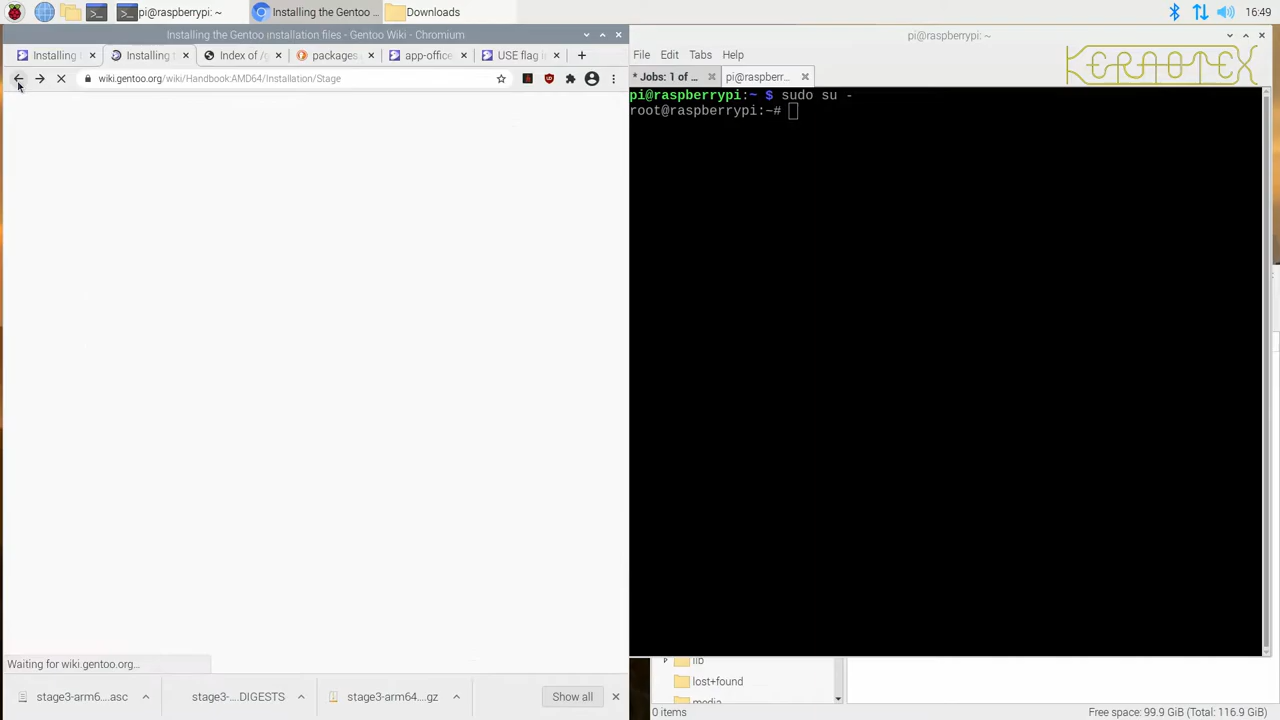 pi@raspberrypi: ~
Installing the Gentoo ...
Downloads
16:49
Installing the Gentoo installation files - Gentoo Wiki - Chromium
Installing
Installing
Index of /g
packages
app-office
USE flag in
wiki.gentoo.org/wiki/Handbook:AMD64/Installation/Stage
Waiting for wiki.gentoo.org...
stage3-arm6....asc
stage3-....DIGESTS
stage3-arm64....gz
Show all
pi@raspberrypi: ~
File Edit Tabs Help
KERAOTEX
* Jobs: 1 of ...
pi@raspberr...
pi@raspberrypi:~ $ sudo su -
root@raspberrypi:~#
lib
lost+found
media
0 items
Free space: 99.9 GiB (Total: 116.9 GiB)